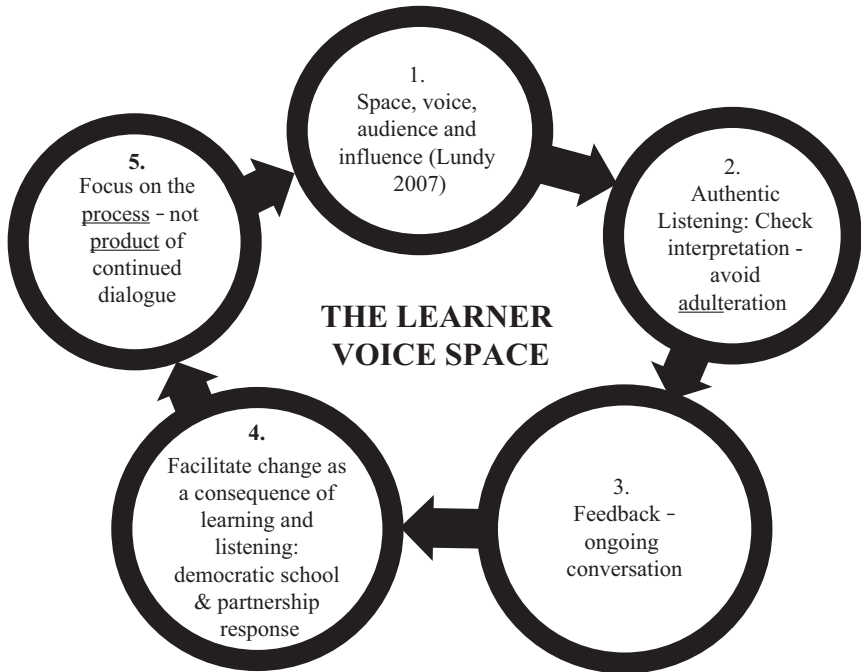 1.
Space, voice,
audience and
influence (Lundy
2007)
2.
Authentic
Listening: Check
interpretation -
avoid
adulteration
3.
Feedback –
ongoing
conversation
4.
Facilitate change as
a consequence of
learning and
listening:
democratic school
& partnership
response
5.
Focus on the
process – not
product of
continued
dialogue
THE LEARNER
VOICE SPACE